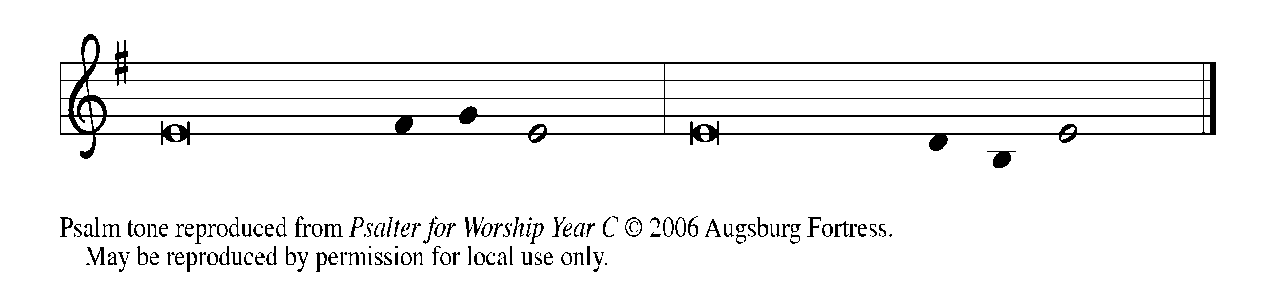 Psalm tone reproduced from Psalter for Worship Year C © 2006 Augsburg Fortress.
May be reproduced by permission for local use only.